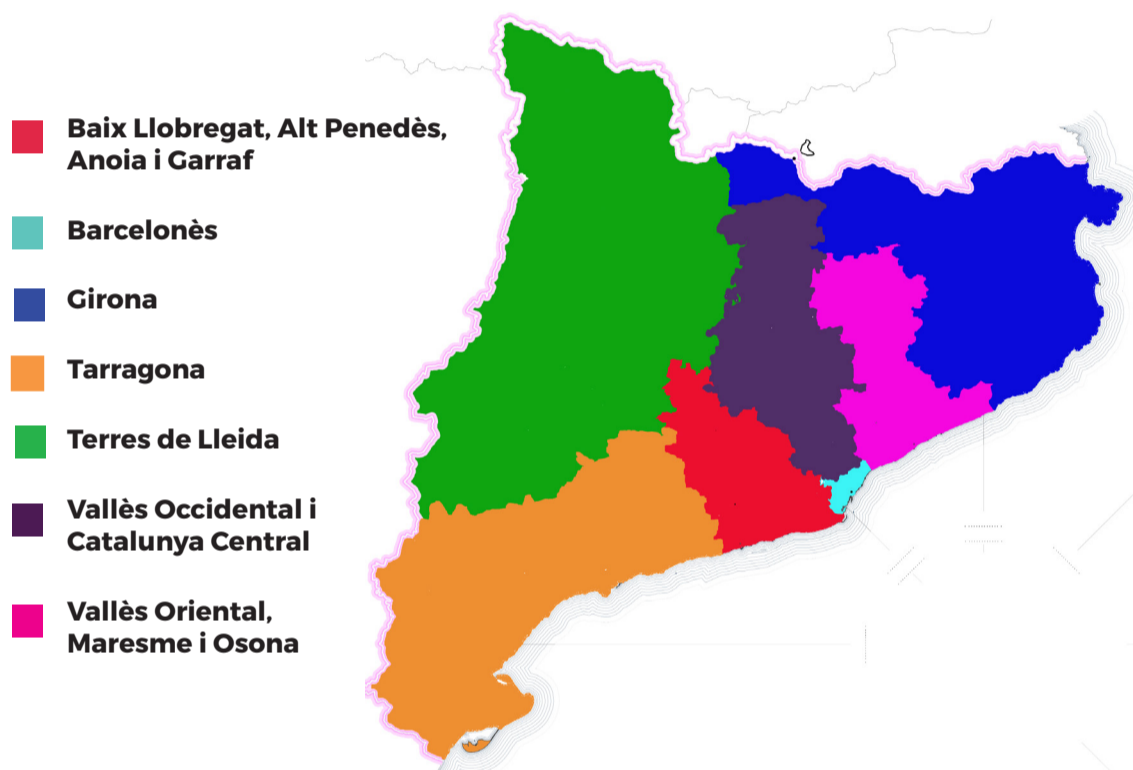 Baix Llobregat, Alt Penedès,
Anoia i Garraf
Barcelonès
Girona
Tarragona
Terres de Lleida
Vallès Occidental i
Catalunya Central
Vallès Oriental,
Maresme i Osona